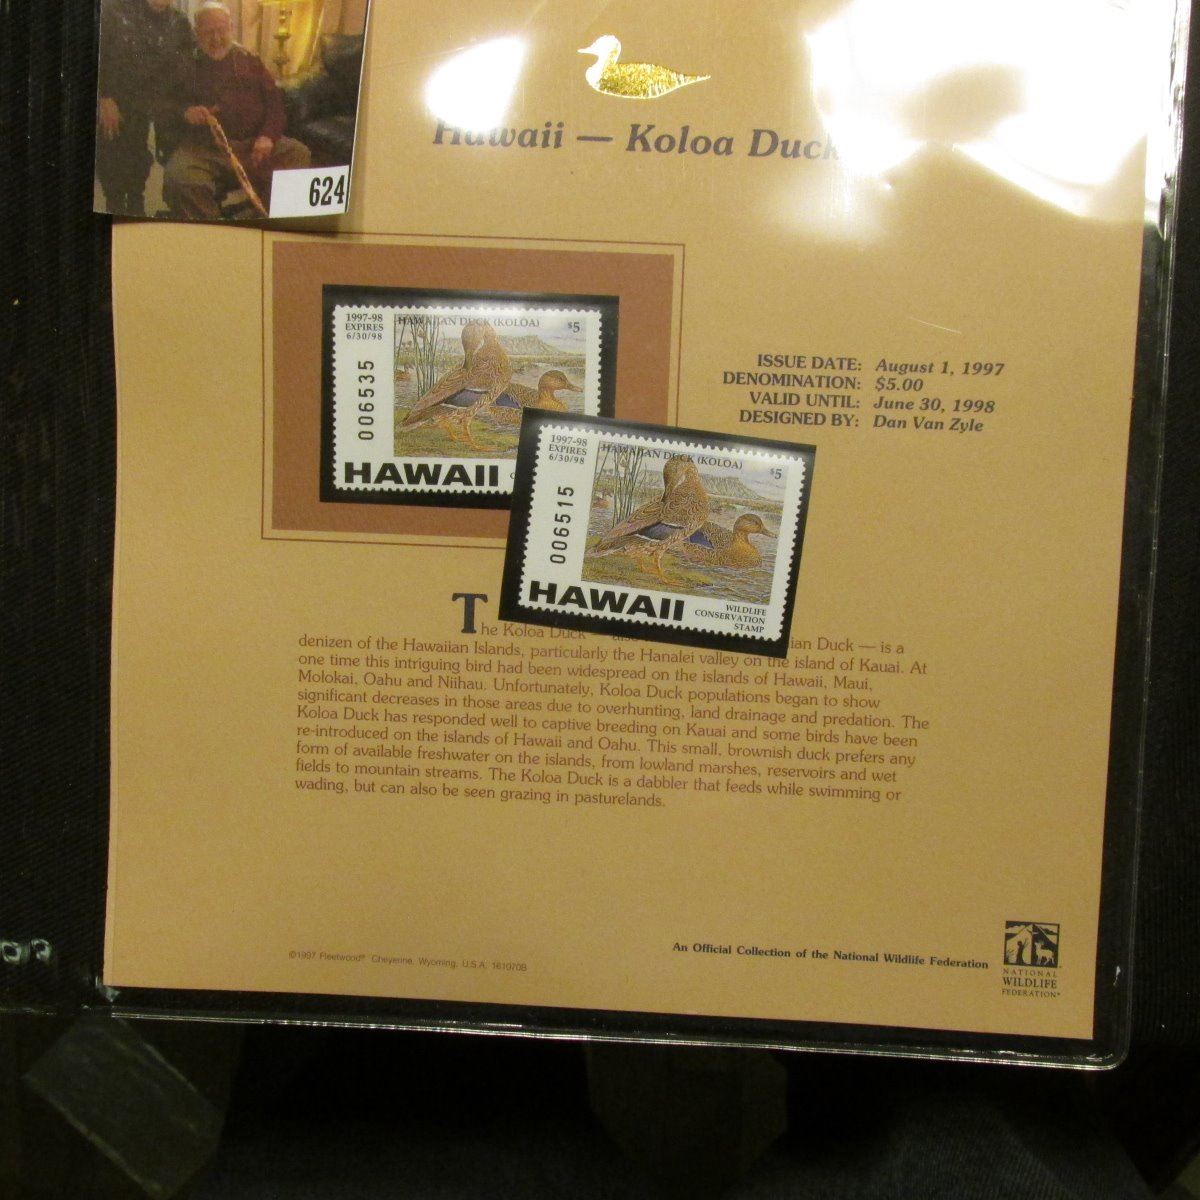 624
Hawaii — Koloa Duck
1997-98
EXPIRES
6/30/98
HAWAIIAN DUCK (KOLOA)
$5
006535
HAWAII
ISSUE DATE: August 1, 1997
DENOMINATION: $5.00
VALID UNTIL: June 30, 1998
DESIGNED BY: Dan Van Zyle
1997-98
EXPIRES
6/30/98
HAWAIIAN DUCK (KOLOA)
$5
006515
HAWAII
WILDLIFE
CONSERVATION
STAMP
The Koloa Duck — also ian Duck — is a
denizen of the Hawaiian Islands, particularly the Hanalei valley on the island of Kauai. At
one time this intriguing bird had been widespread on the islands of Hawaii, Maui,
Molokai, Oahu and Niihau. Unfortunately, Koloa Duck populations began to show
significant decreases in those areas due to overhunting, land drainage and predation. The
Koloa Duck has responded well to captive breeding on Kauai and some birds have been
re-introduced on the islands of Hawaii and Oahu. This small, brownish duck prefers any
form of available freshwater on the islands, from lowland marshes, reservoirs and wet
fields to mountain streams. The Koloa Duck is a dabbler that feeds while swimming or
wading, but can also be seen grazing in pasturelands.
©1997 Fleetwood® Cheyenne, Wyoming, U.S.A. 161070B
An Official Collection of the National Wildlife Federation
NATIONAL
WILDLIFE
FEDERATION®